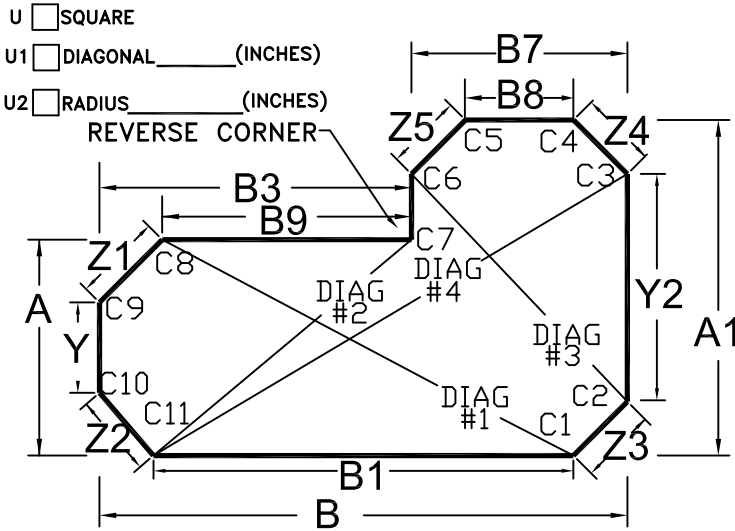 U SQUARE
U1 DIAGONAL________(INCHES)
U2 RADIUS____________(INCHES)
REVERSE CORNER
B7
B8
Z5
C5
C4
Z4
C6
C3
B3
B9
C7
Z1
C8
DIAG
#4
DIAG
#2
A
C9
Y
Y2
A1
DIAG
#3
C10
C11
DIAG
#1
C2
C1
Z2
Z3
B1
B